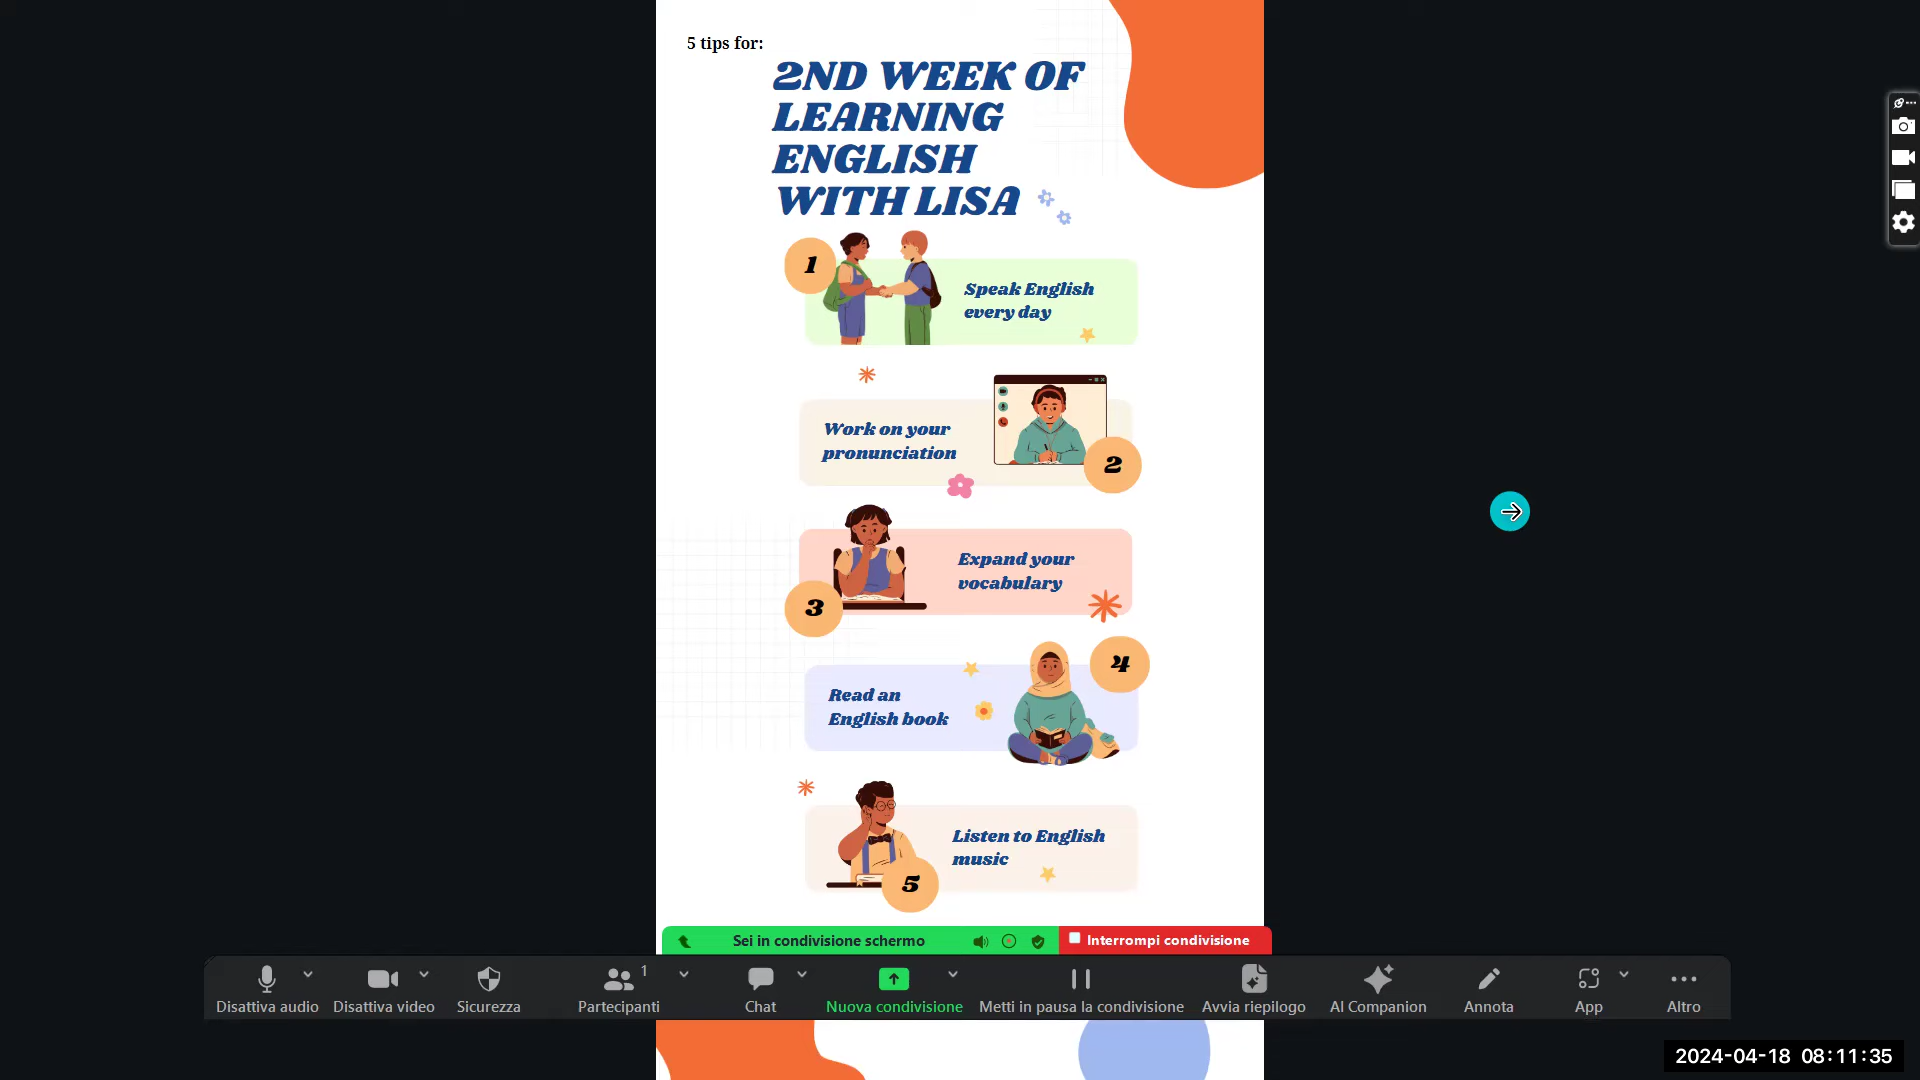 5 tips for:
2ND WEEK OF
LEARNING
ENGLISH
WITH LISA
1
Speak English
every day
Work on your
pronunciation
2
Expand your
vocabulary
3
4
Read an
English book
Listen to English
music
5
Sei in condivisione schermo
Interrompi condivisione
Disattiva audio
Disattiva video
Sicurezza
Partecipanti
1
Chat
Nuova condivisione
Metti in pausa la condivisione
Avvia riepilogo
AI Companion
Annota
App
Altro
2024-04-18 08:11:35